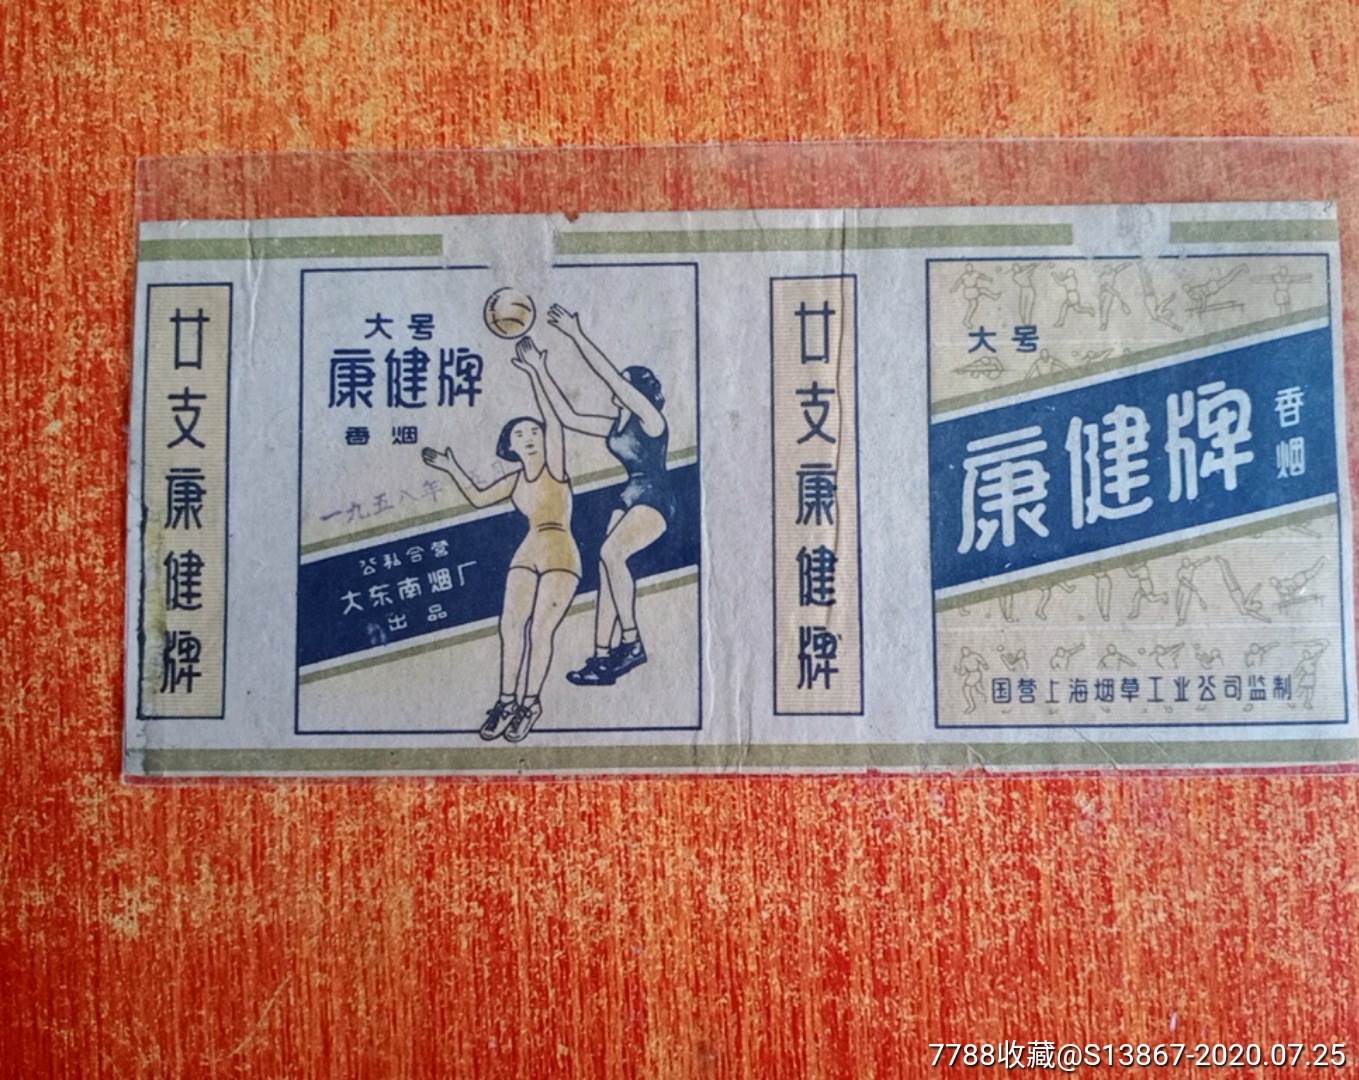 廿支康健牌
大号
康健牌
香烟
一九五八年五月
公私合营
大东南烟厂
出品
廿支康健牌
大号
康健牌
香烟
国营上海烟草工业公司监制
7788收藏@S13867-2020.07.25